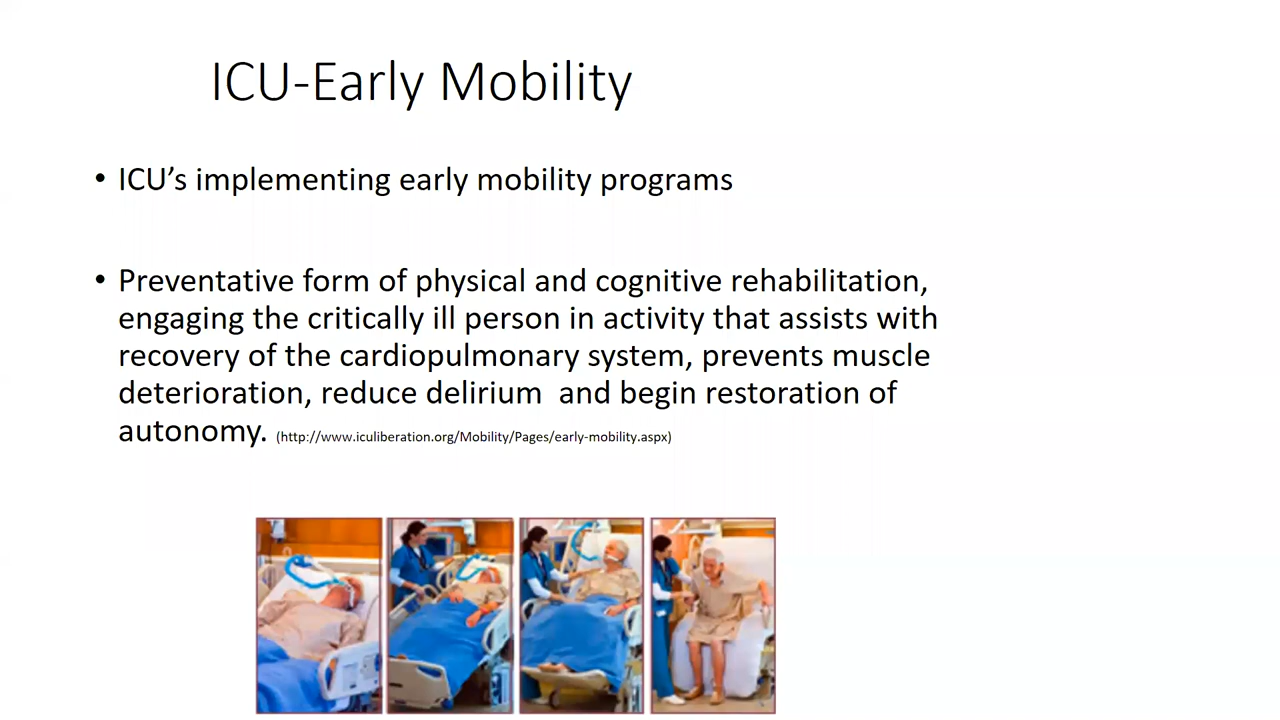 ICU-Early Mobility
• ICU’s implementing early mobility programs
• Preventative form of physical and cognitive rehabilitation,
engaging the critically ill person in activity that assists with
recovery of the cardiopulmonary system, prevents muscle
deterioration, reduce delirium  and begin restoration of
autonomy. (http://www.iculiberation.org/Mobility/Pages/early-mobility.aspx)